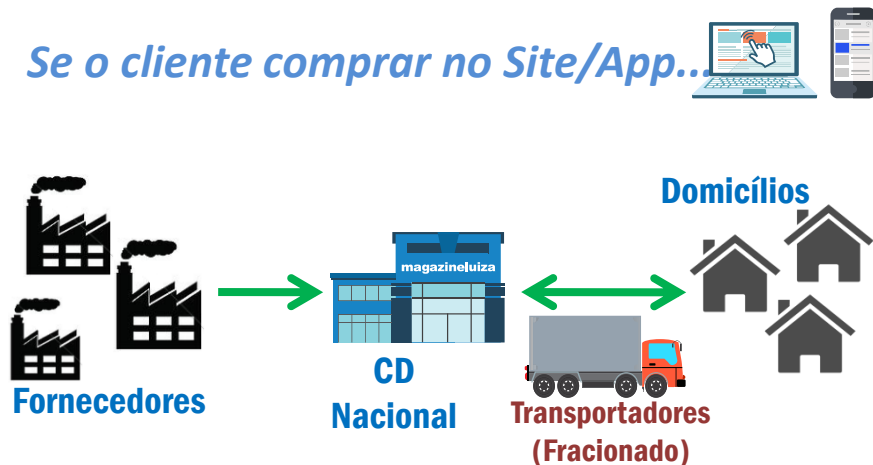 Se o cliente comprar no Site/App...
Domicílios
magazineluiza
Fornecedores
CD
Nacional
Transportadores
(Fracionado)